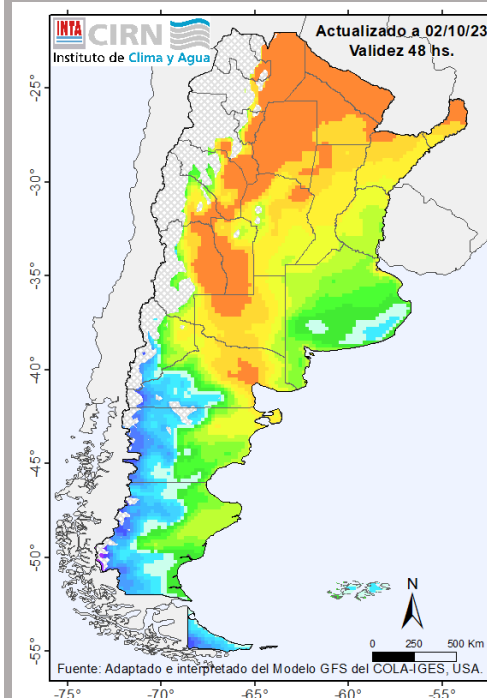 INTA CIRN
Instituto de Clima y Agua
Actualizado a 02/10/23
Validez 48 hs.
-25°
-30°
-35°
-40°
-45°
-50°
-55°
N
0 250 500 Km
Fuente: Adaptado e interpretado del Modelo GFS del COLA-IGES, USA.
-75° -70° -65° -60° -55°